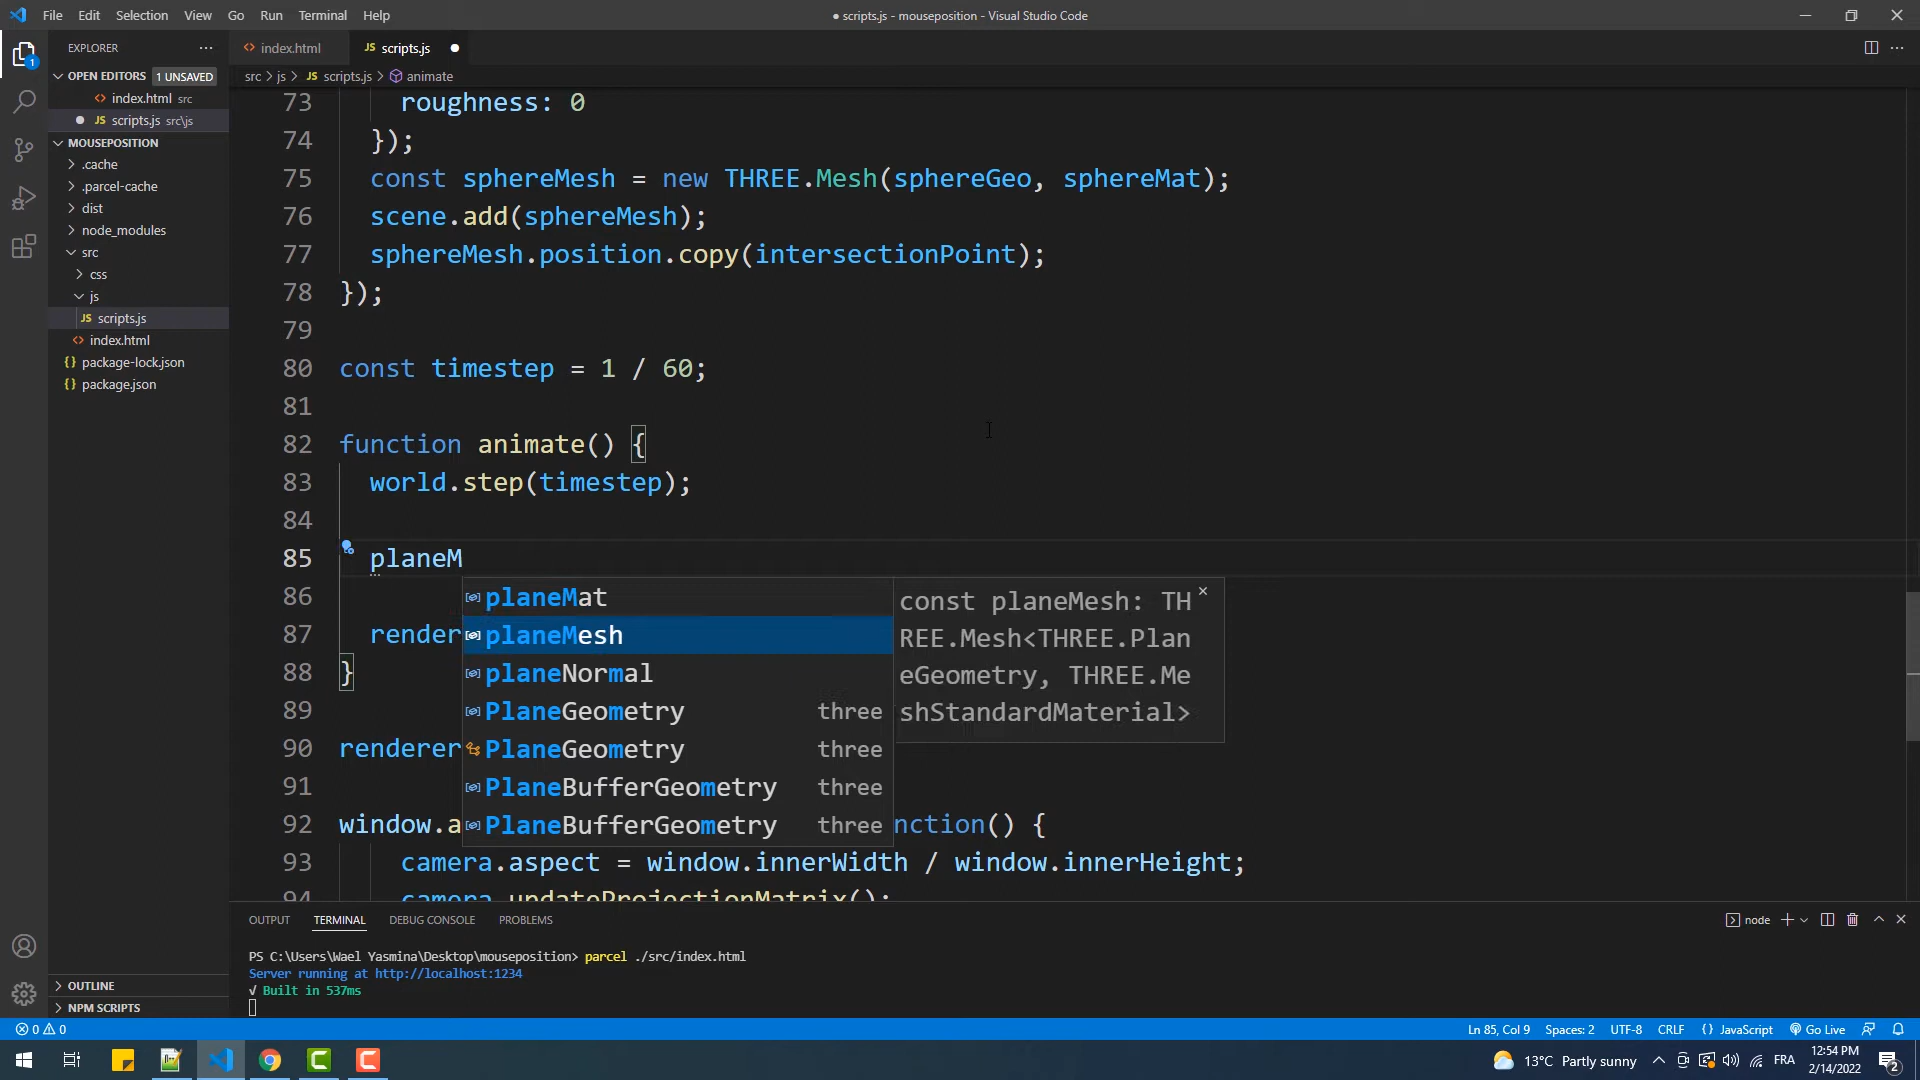 File Edit Selection View Go Run Terminal Help
● scripts.js - mouseposition - Visual Studio Code
EXPLORER
OPEN EDITORS 1 UNSAVED
index.html src
JS scripts.js src\js
MOUSEPOSITION
.cache
.parcel-cache
dist
node_modules
src
css
js
JS scripts.js
index.html
package-lock.json
package.json
OUTLINE
NPM SCRIPTS
1
index.html
JS scripts.js
src > js > JS scripts.js > animate
73 roughness: 0
74 });
75 const sphereMesh = new THREE.Mesh(sphereGeo, sphereMat);
76 scene.add(sphereMesh);
77 sphereMesh.position.copy(intersectionPoint);
78 });
79
80 const timestep = 1 / 60;
81
82 function animate() {
83 world.step(timestep);
84
85 planeM
86
87 render
88 }
89
90 renderer
91
92 window.a nction() {
93 camera.aspect = window.innerWidth / window.innerHeight;
94 camera.updateProjectionMatrix();
planeMat
planeMesh
planeNormal
PlaneGeometry three
PlaneGeometry three
PlaneBufferGeometry three
PlaneBufferGeometry three
const planeMesh: TH
REE.Mesh<THREE.Plan
eGeometry, THREE.Me
shStandardMaterial>
OUTPUT TERMINAL DEBUG CONSOLE PROBLEMS
node
PS C:\Users\Wael Yasmina\Desktop\mouseposition> parcel ./src/index.html
Server running at http://localhost:1234
√ Built in 537ms
0 0
Ln 85, Col 9 Spaces: 2 UTF-8 CRLF JavaScript Go Live
13°C Partly sunny
FRA
12:54 PM
2/14/2022
2